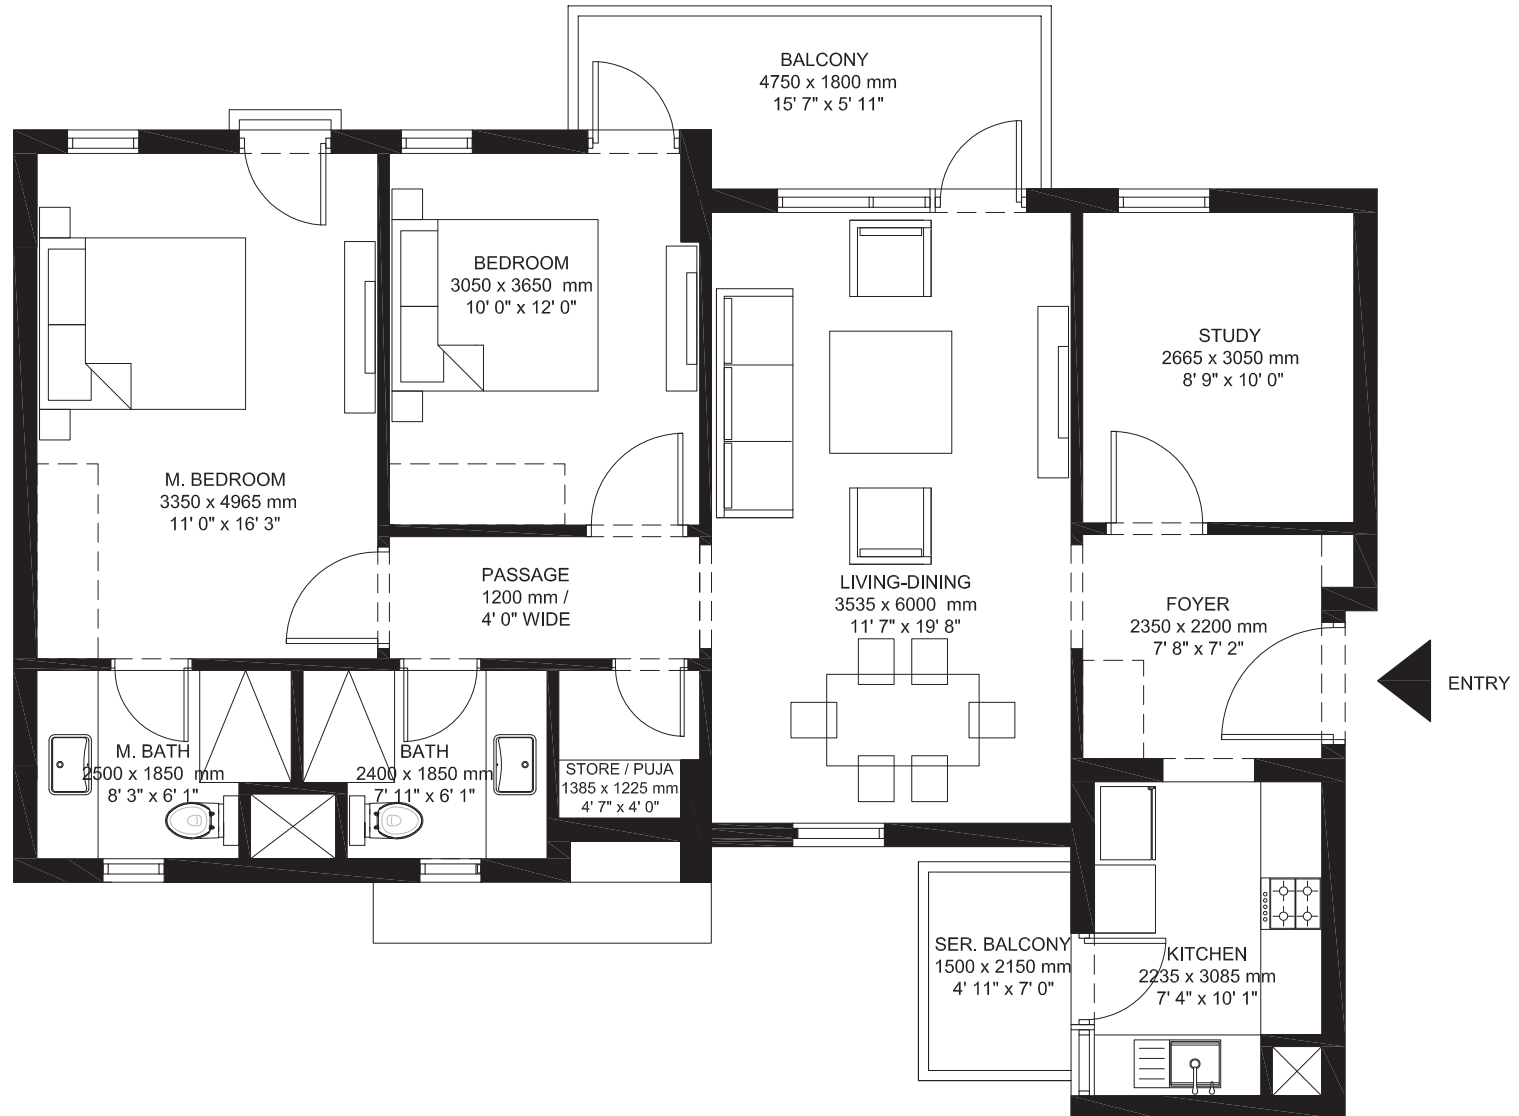 BALCONY
4750 x 1800 mm
15' 7" x 5' 11"
BEDROOM
3050 x 3650 mm
10' 0" x 12' 0"
STUDY
2665 x 3050 mm
8' 9" x 10' 0"
M. BEDROOM
3350 x 4965 mm
11' 0" x 16' 3"
PASSAGE
1200 mm /
4' 0" WIDE
LIVING-DINING
3535 x 6000 mm
11' 7" x 19' 8"
FOYER
2350 x 2200 mm
7' 8" x 7' 2"
ENTRY
M. BATH
2500 x 1850 mm
8' 3" x 6' 1"
BATH
2400 x 1850 mm
7' 11" x 6' 1"
STORE / PUJA
1385 x 1225 mm
4' 7" x 4' 0"
SER. BALCONY
1500 x 2150 mm
4' 11" x 7' 0"
KITCHEN
2235 x 3085 mm
7' 4" x 10' 1"